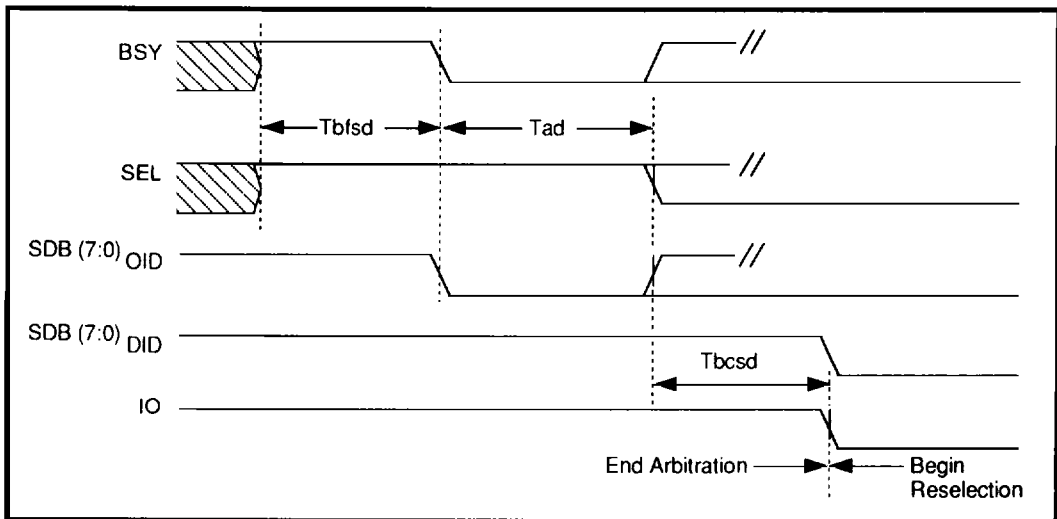 BSY
Tbfsd
Tad
SEL
SDB (7:0) OID
SDB (7:0) DID
Tbcsd
IO
End Arbitration
Begin
Reselection